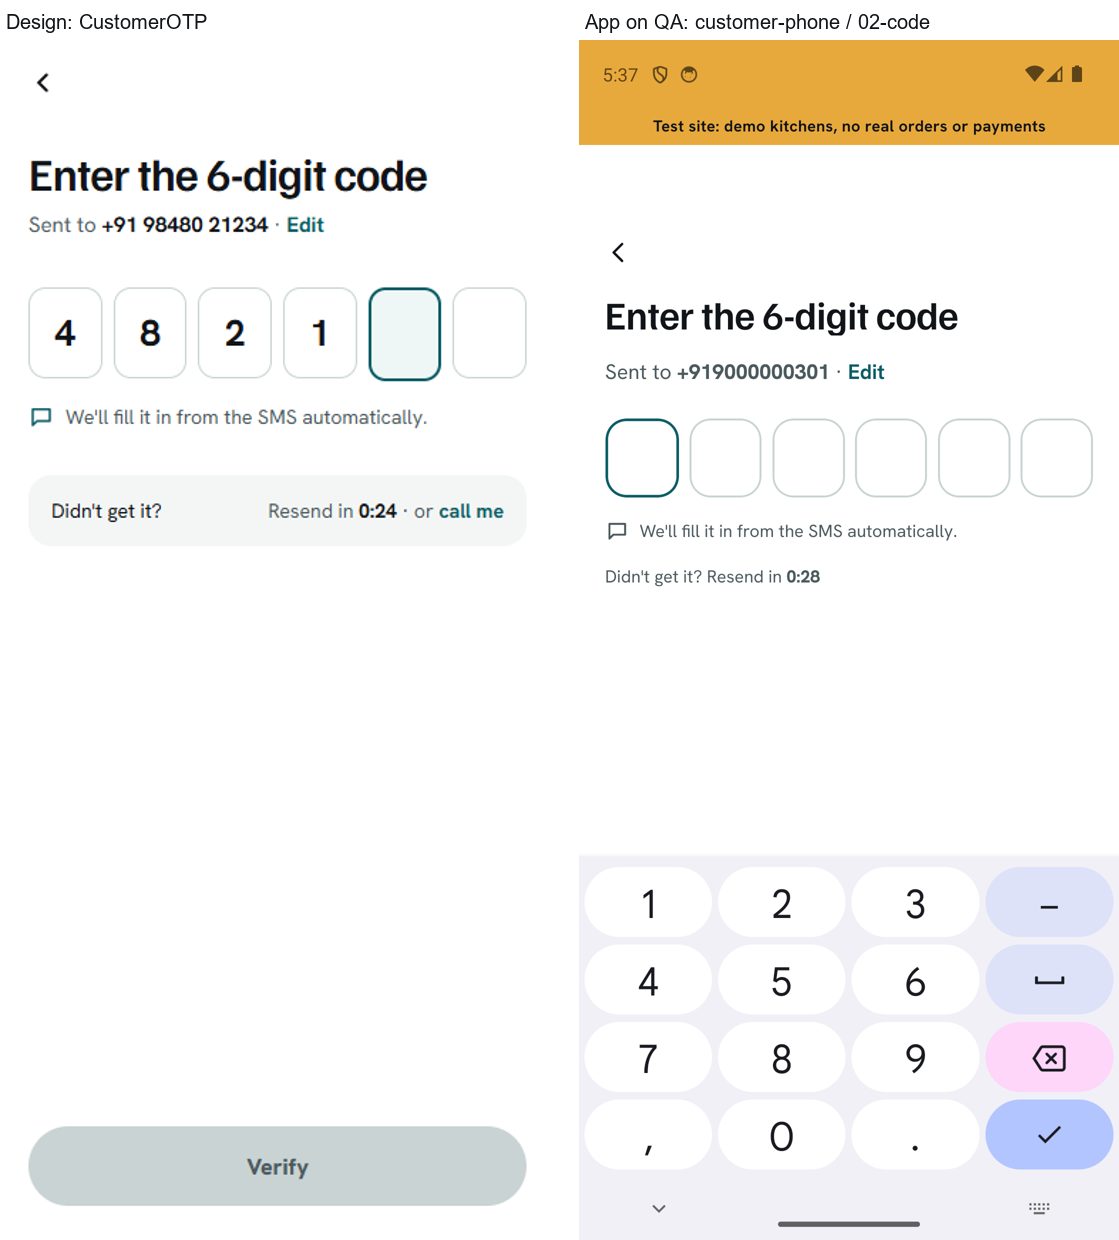 Design: CustomerOTP
Enter the 6-digit code
Sent to +91 98480 21234 · Edit
4 8 2 1
We'll fill it in from the SMS automatically.
Didn't get it? Resend in 0:24 · or call me
Verify
App on QA: customer-phone / 02-code
5:37
Test site: demo kitchens, no real orders or payments
Enter the 6-digit code
Sent to +919000000301 · Edit
We'll fill it in from the SMS automatically.
Didn't get it? Resend in 0:28
1 2 3 –
4 5 6
7 8 9
, 0 .